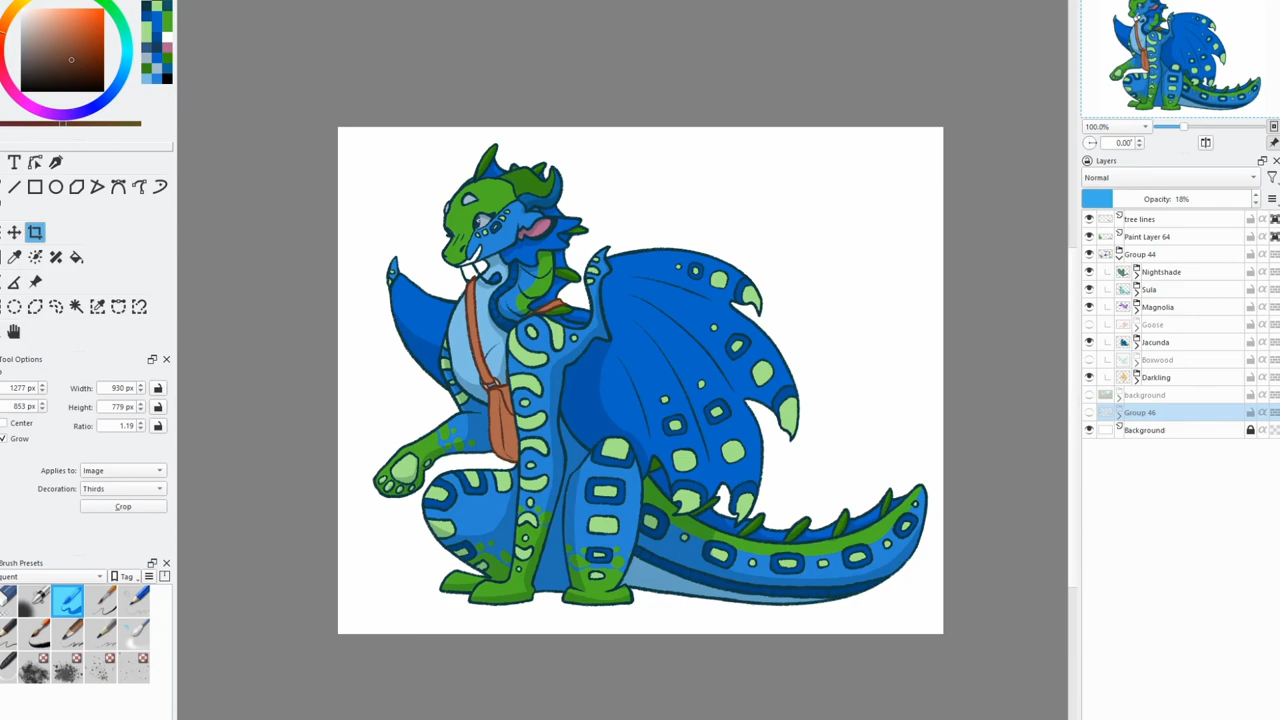 100.0%
0.00°
Layers
Normal
Opacity: 18%
tree lines
Paint Layer 64
Group 44
Nightshade
Sula
Magnolia
Goose
Jacunda
Boxwood
Darkling
background
Group 46
Background
Tool Options
1277 px
Width:
930 px
853 px
Height:
779 px
Center
Ratio:
1.19
Grow
Applies to:
Image
Decoration:
Thirds
Crop
Brush Presets
Tag